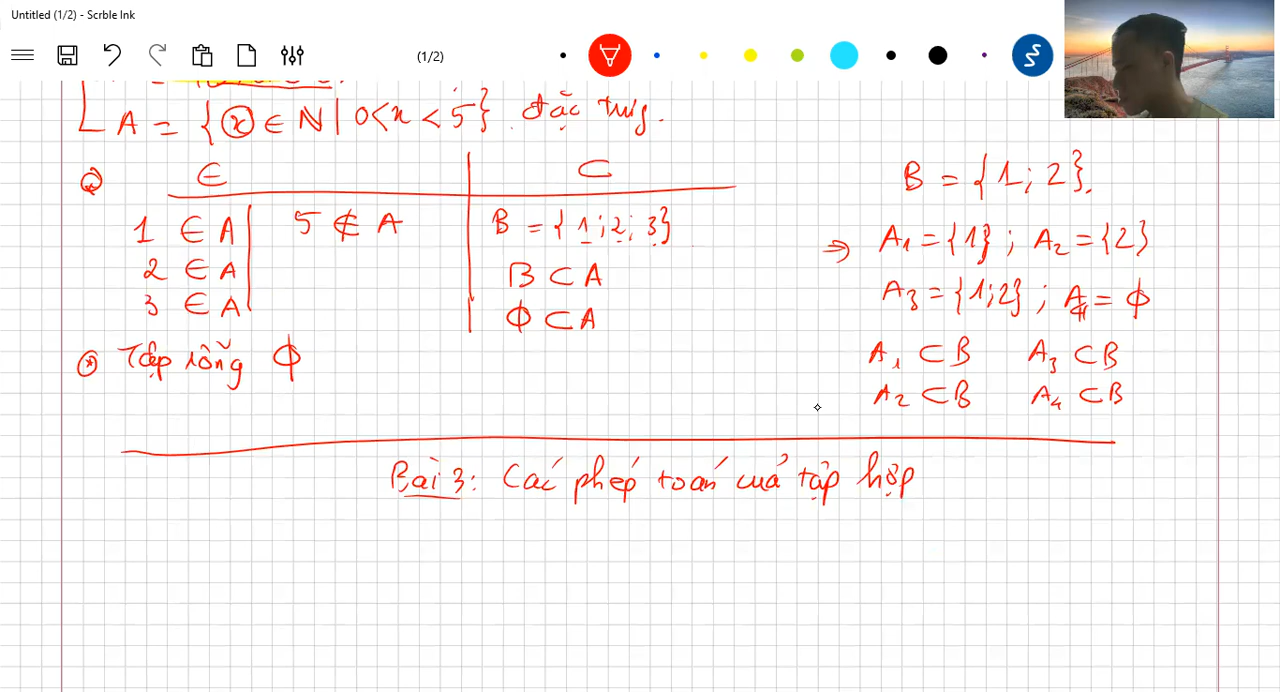 Untitled (1/2) - Scrble Ink
(1/2)
A = {x ∈ ℕ | 0<x<5}. đặc trưng.
∈ ⊂
1 ∈ A 5 ∉ A B = {1;2;3}
2 ∈ A B ⊂ A
3 ∈ A ϕ ⊂ A
Tập rỗng ϕ
B = {1;2}.
⇒ A₁ = {1}; A₂ = {2}
A₃ = {1;2}; A₄ = ϕ
A₁ ⊂ B A₃ ⊂ B
A₂ ⊂ B A₄ ⊂ B
Bài 3: Các phép toán cuả tập hợp